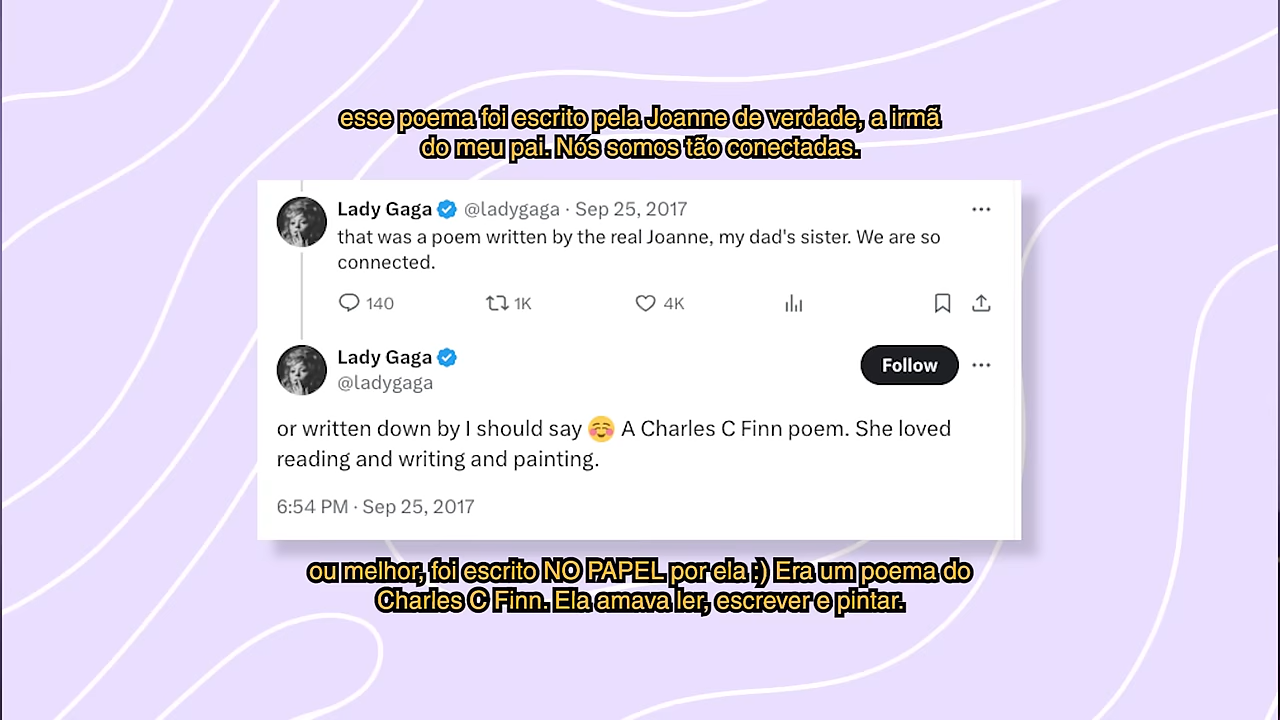 esse poema foi escrito pela Joanne de verdade, a irmã
do meu pai. Nós somos tão conectadas.
Lady Gaga @ladygaga · Sep 25, 2017
that was a poem written by the real Joanne, my dad's sister. We are so
connected.
140 1K 4K
Lady Gaga
@ladygaga
Follow
or written down by I should say ☺️ A Charles C Finn poem. She loved
reading and writing and painting.
6:54 PM · Sep 25, 2017
ou melhor, foi escrito NO PAPEL por ela :) Era um poema do
Charles C Finn. Ela amava ler, escrever e pintar.